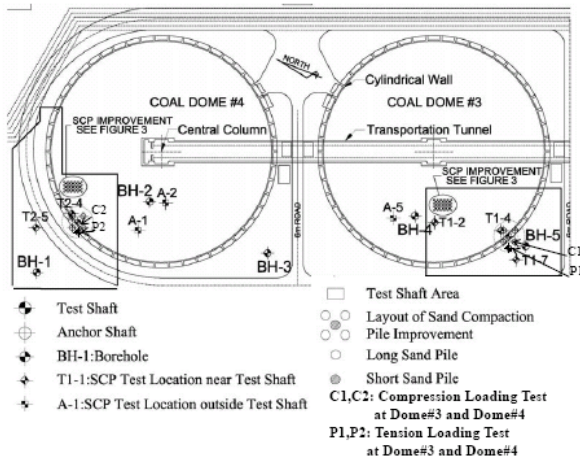 NORTH
Cylindrical Wall
COAL DOME #4
COAL DOME #3
SCP IMPROVEMENT
SEE FIGURE 3
Central Column
Transportation Tunnel
SCP IMPROVEMENT
SEE FIGURE 3
BH-2
A-2
T2-4
C2
T2-5
P2
A-1
BH-1
BH-3
6m ROAD
A-5
BH-4
T1-2
T1-4
BH-5
C1
T1-7
P1
6m ROAD
Test Shaft
Anchor Shaft
BH-1:Borehole
T1-1:SCP Test Location near Test Shaft
A-1:SCP Test Location outside Test Shaft
Test Shaft Area
Layout of Sand Compaction
Pile Improvement
Long Sand Pile
Short Sand Pile
C1,C2: Compression Loading Test
at Dome#3 and Dome#4
P1,P2: Tension Loading Test
at Dome#3 and Dome#4